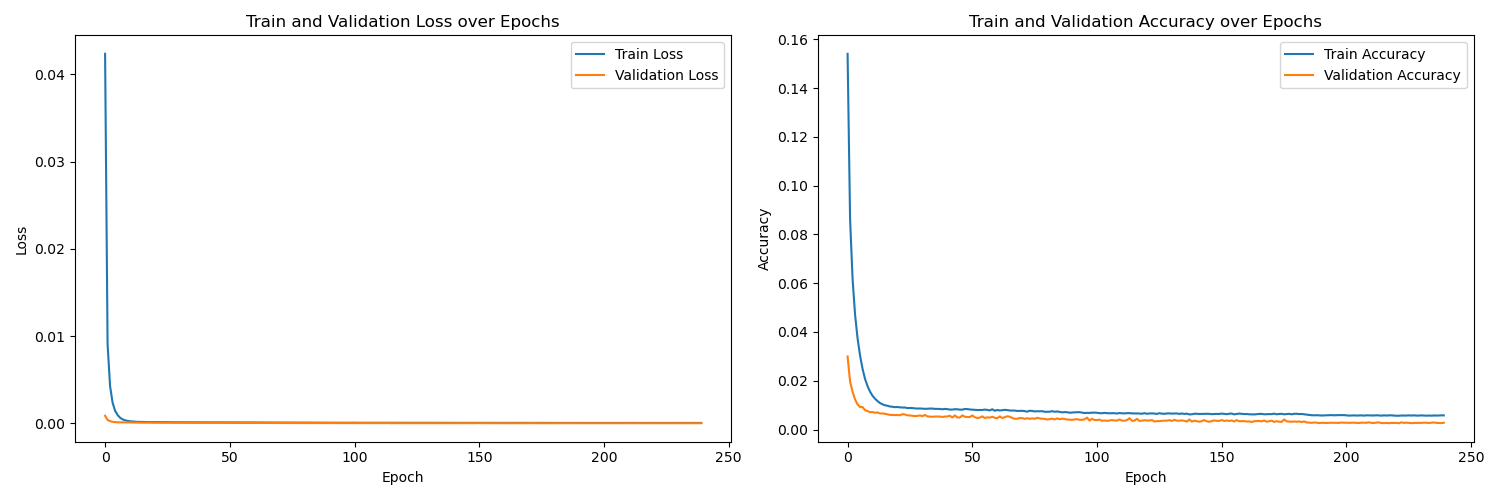 Train and Validation Loss over Epochs
Train Loss
Validation Loss
0.04
0.03
0.02
0.01
0.00
Loss
0
50
100
150
200
250
Epoch
Train and Validation Accuracy over Epochs
Train Accuracy
Validation Accuracy
0.16
0.14
0.12
0.10
0.08
0.06
0.04
0.02
0.00
Accuracy
0
50
100
150
200
250
Epoch